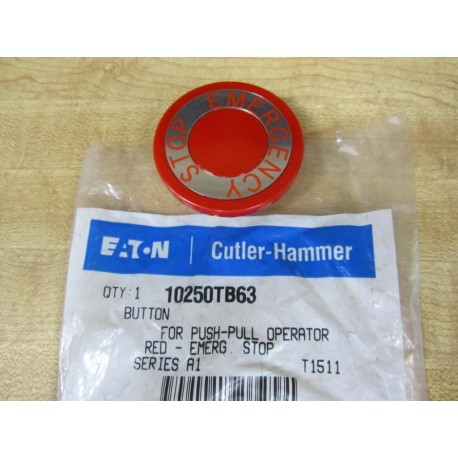 EMERGENCY STOP
EATON | Cutler-Hammer
QTY: 1 10250TB63
BUTTON
FOR PUSH-PULL OPERATOR
RED - EMERG. STOP
SERIES A1 T1511